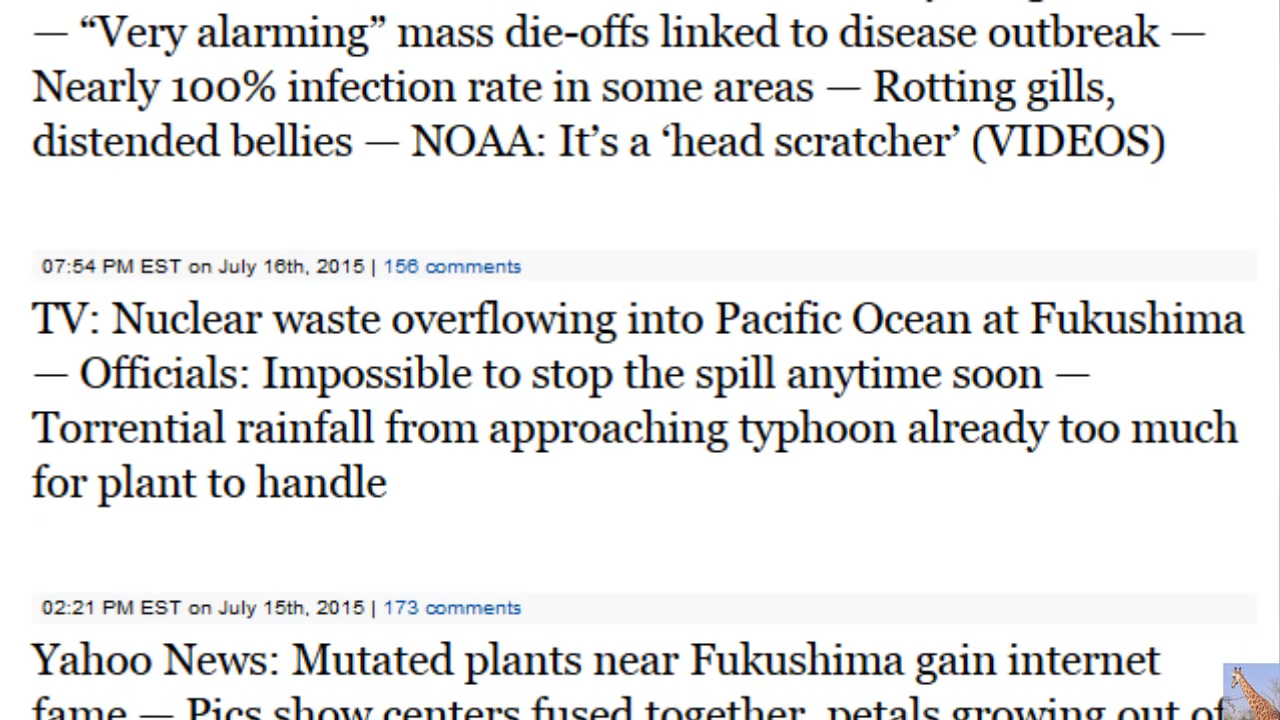 — “Very alarming” mass die-offs linked to disease outbreak —
Nearly 100% infection rate in some areas — Rotting gills,
distended bellies — NOAA: It’s a ‘head scratcher’ (VIDEOS)
07:54 PM EST on July 16th, 2015 | 156 comments
TV: Nuclear waste overflowing into Pacific Ocean at Fukushima
— Officials: Impossible to stop the spill anytime soon —
Torrential rainfall from approaching typhoon already too much
for plant to handle
02:21 PM EST on July 15th, 2015 | 173 comments
Yahoo News: Mutated plants near Fukushima gain internet
fame — Pics show centers fused together, petals growing out of